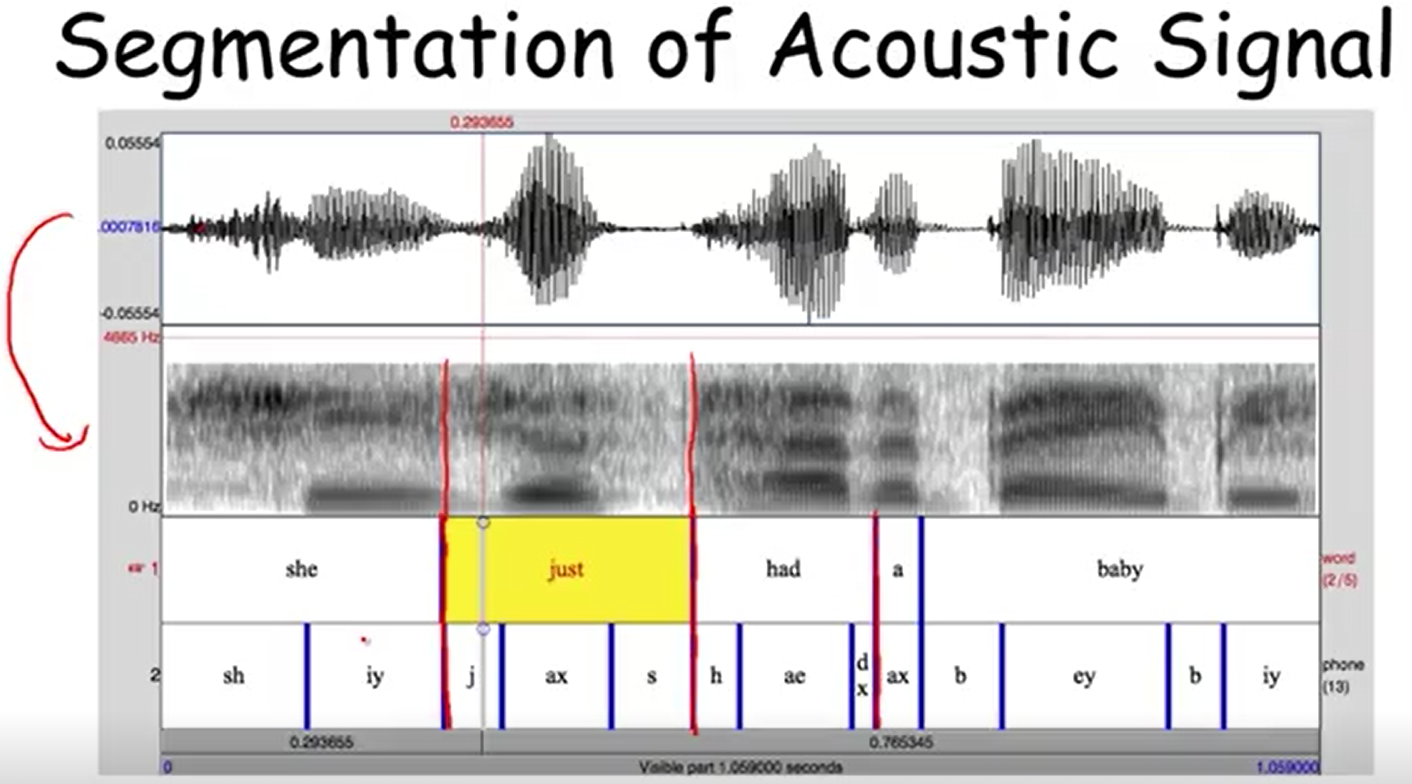 Segmentation of Acoustic Signal
0.293655
0.05554
.0007816
-0.05554
4665 Hz
0 Hz
1 she just had a baby word (2/5)
2 sh iy j ax s h ae dx ax b ey b iy phone (13)
0.293655 0.765345
0 Visible part 1.059000 seconds 1.059000